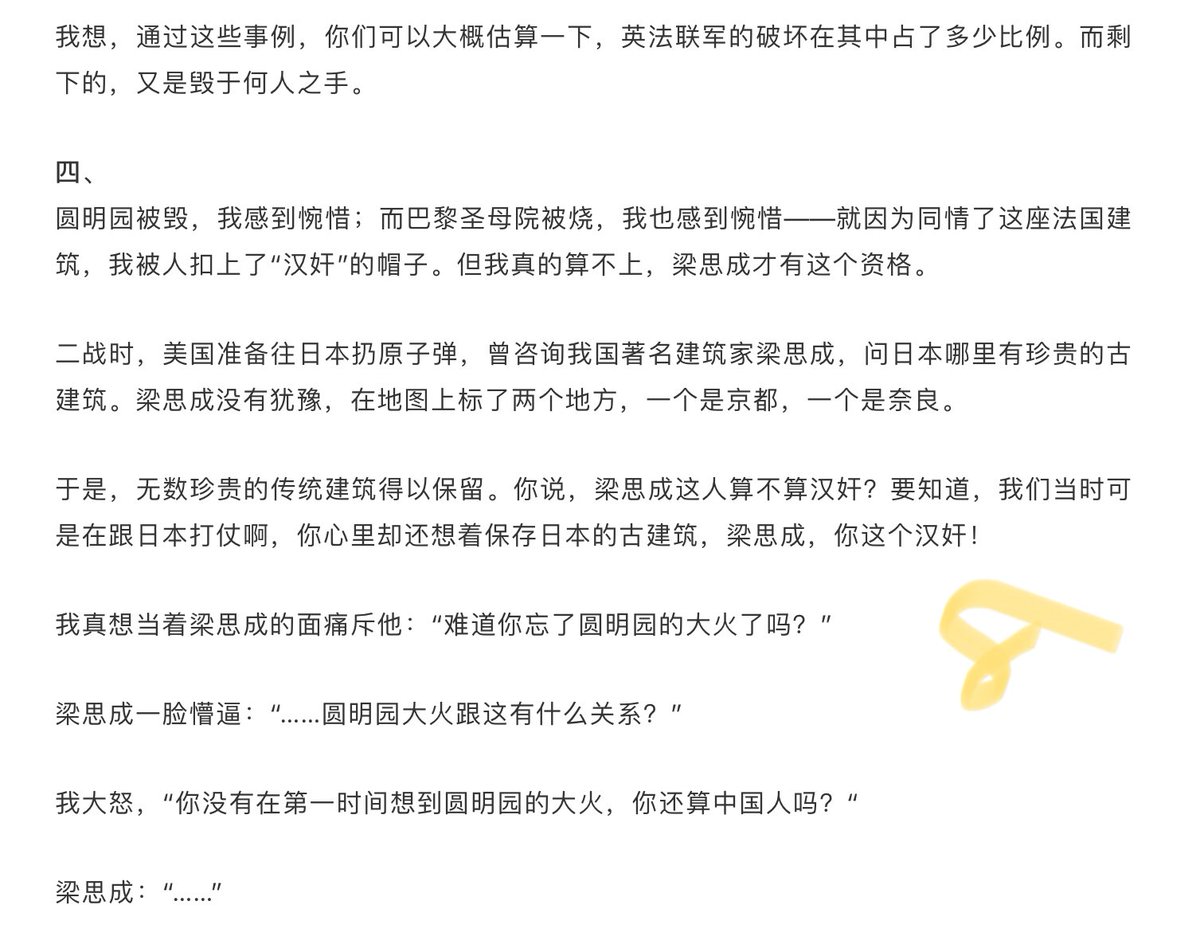 我想，通过这些事例，你们可以大概估算一下，英法联军的破坏在其中占了多少比例。而剩
下的，又是毁于何人之手。
四、
圆明园被毁，我感到惋惜；而巴黎圣母院被烧，我也感到惋惜——就因为同情了这座法国建
筑，我被人扣上了“汉奸”的帽子。但我真的算不上，梁思成才有这个资格。
二战时，美国准备往日本扔原子弹，曾咨询我国著名建筑家梁思成，问日本哪里有珍贵的古
建筑。梁思成没有犹豫，在地图上标了两个地方，一个是京都，一个是奈良。
于是，无数珍贵的传统建筑得以保留。你说，梁思成这人算不算汉奸？要知道，我们当时可
是在跟日本打仗啊，你心里却还想着保存日本的古建筑，梁思成，你这个汉奸！
我真想当着梁思成的面痛斥他：“难道你忘了圆明园的大火了吗？”
梁思成一脸懵逼：“……圆明园大火跟这有什么关系？”
我大怒，“你没有在第一时间想到圆明园的大火，你还算中国人吗？“
梁思成：“……”